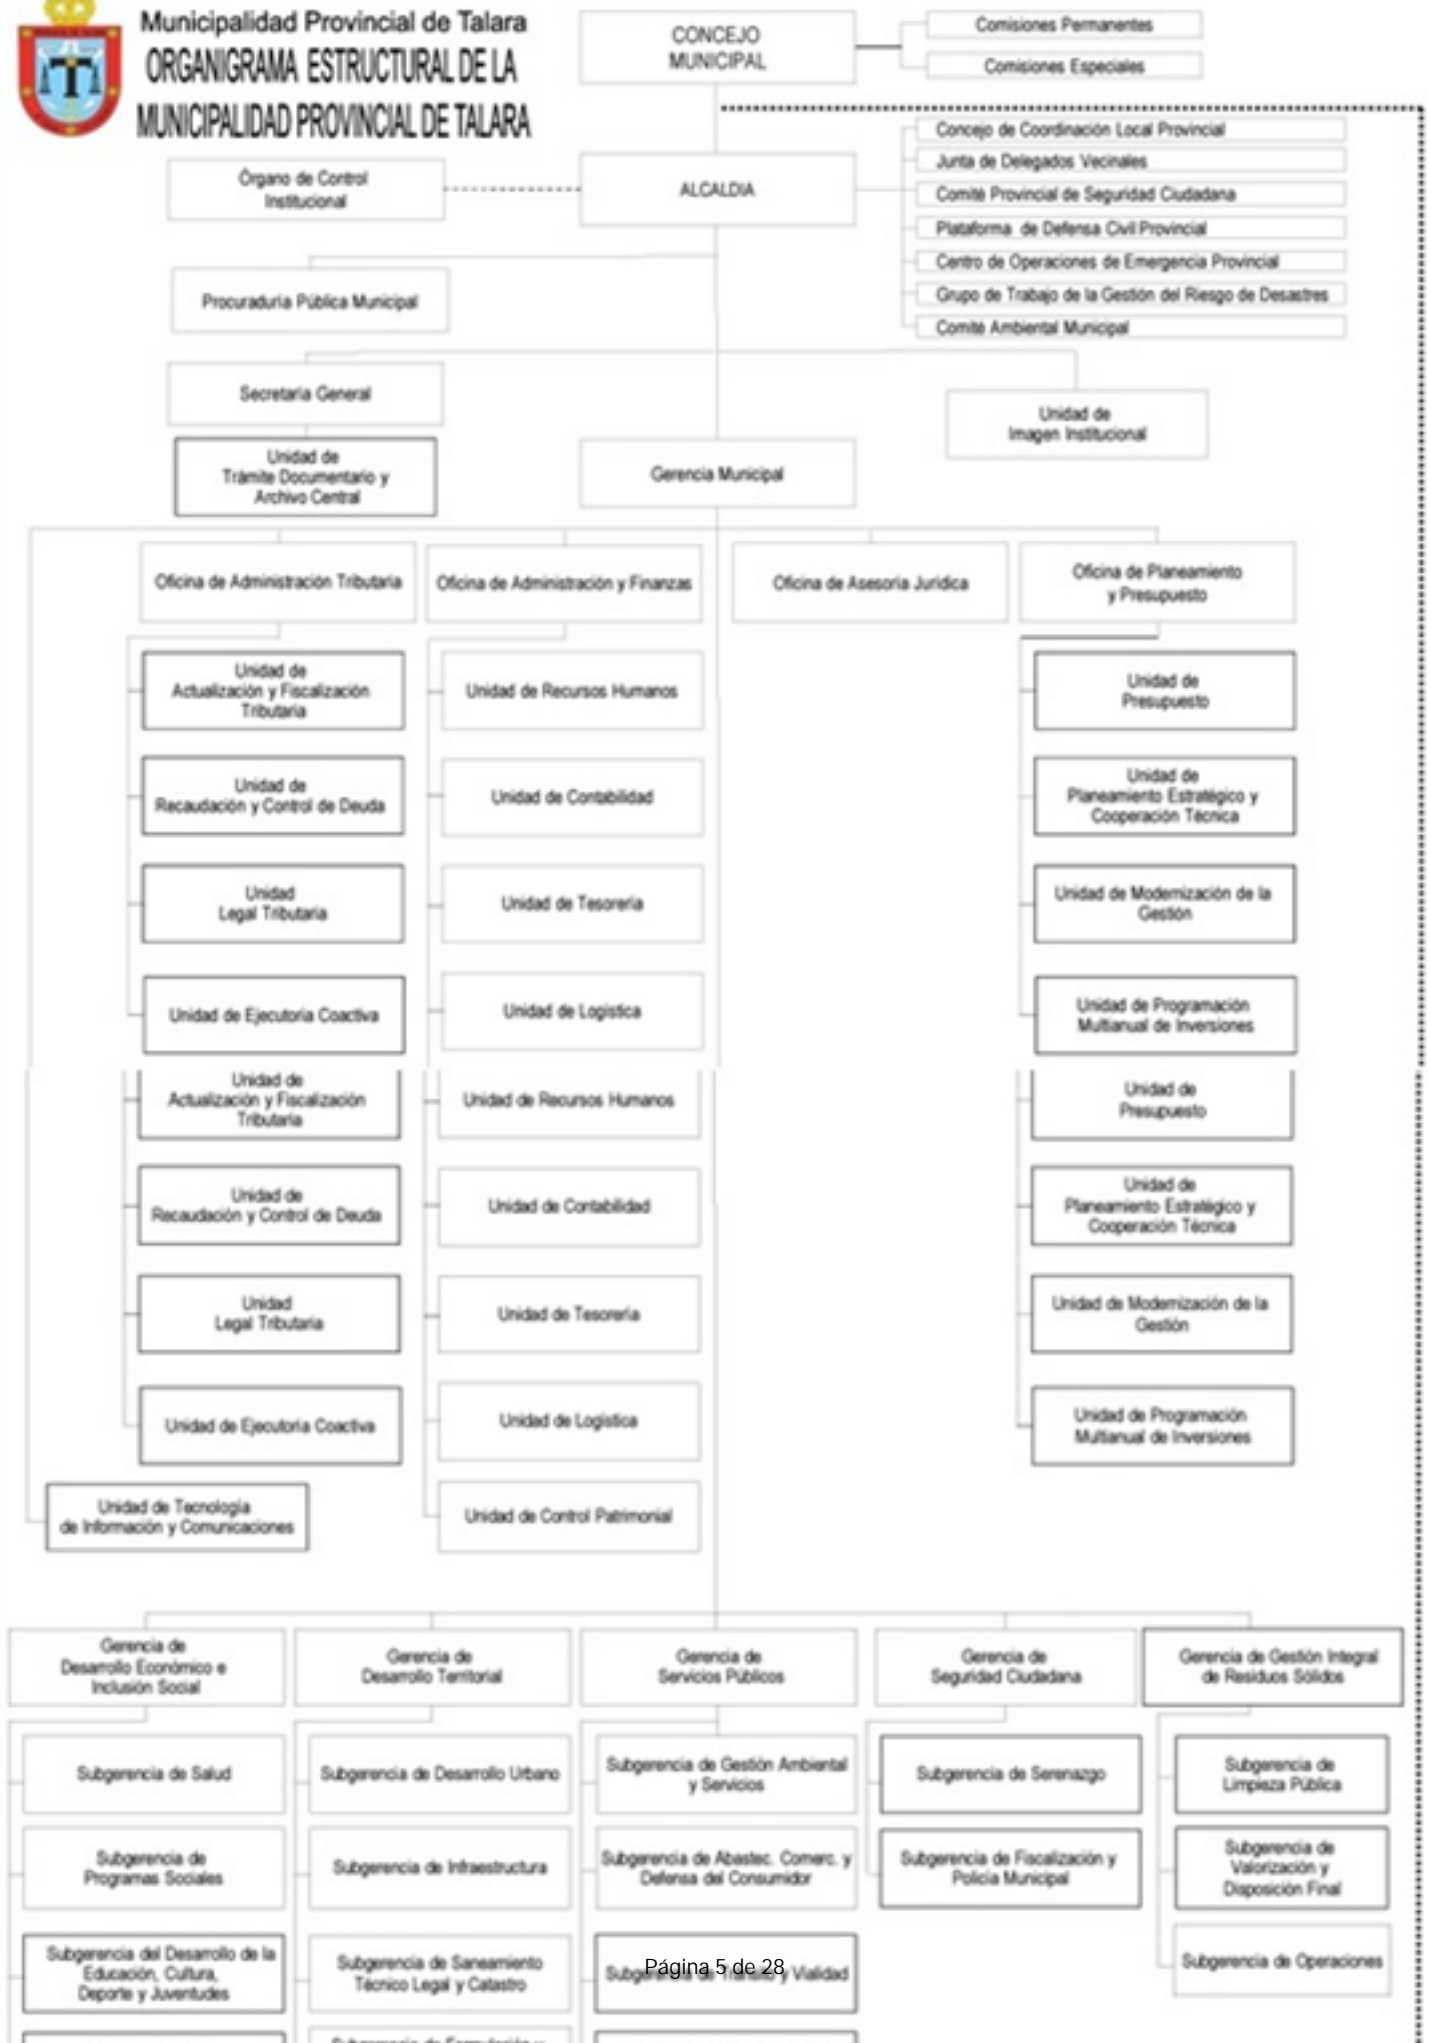 Municipalidad Provincial de Talara
ORGANIGRAMA ESTRUCTURAL DE LA
MUNICIPALIDAD PROVINCIAL DE TALARA
CONCEJO
MUNICIPAL
Comisiones Permanentes
Comisiones Especiales
Órgano de Control
Institucional
ALCALDIA
Concejo de Coordinación Local Provincial
Junta de Delegados Vecinales
Comité Provincial de Seguridad Ciudadana
Plataforma de Defensa Civil Provincial
Centro de Operaciones de Emergencia Provincial
Grupo de Trabajo de la Gestión del Riesgo de Desastres
Comité Ambiental Municipal
Procuraduría Pública Municipal
Secretaria General
Unidad de
Imagen Institucional
Unidad de
Trámite Documentario y
Archivo Central
Gerencia Municipal
Oficina de Administración Tributaria
Oficina de Administración y Finanzas
Oficina de Asesoría Jurídica
Oficina de Planeamiento
y Presupuesto
Unidad de
Actualización y Fiscalización
Tributaria
Unidad de Recursos Humanos
Unidad de
Presupuesto
Unidad de
Recaudación y Control de Deuda
Unidad de Contabilidad
Unidad de
Planeamiento Estratégico y
Cooperación Técnica
Unidad
Legal Tributaria
Unidad de Tesorería
Unidad de Modernización de la
Gestión
Unidad de Ejecutoria Coactiva
Unidad de Logística
Unidad de Programación
Multianual de Inversiones
Unidad de
Actualización y Fiscalización
Tributaria
Unidad de Recursos Humanos
Unidad de
Presupuesto
Unidad de
Recaudación y Control de Deuda
Unidad de Contabilidad
Unidad de
Planeamiento Estratégico y
Cooperación Técnica
Unidad
Legal Tributaria
Unidad de Tesorería
Unidad de Modernización de la
Gestión
Unidad de Ejecutoria Coactiva
Unidad de Logística
Unidad de Programación
Multianual de Inversiones
Unidad de Tecnología
de Información y Comunicaciones
Unidad de Control Patrimonial
Gerencia de
Desarrollo Económico e
Inclusión Social
Gerencia de
Desarrollo Territorial
Gerencia de
Servicios Públicos
Gerencia de
Seguridad Ciudadana
Gerencia de Gestión Integral
de Residuos Sólidos
Subgerencia de Salud
Subgerencia de Desarrollo Urbano
Subgerencia de Gestión Ambiental
y Servicios
Subgerencia de Serenazgo
Subgerencia de
Limpieza Pública
Subgerencia de
Programas Sociales
Subgerencia de Infraestructura
Subgerencia de Abastec. Comerc. y
Defensa del Consumidor
Subgerencia de Fiscalización y
Policía Municipal
Subgerencia de
Valorización y
Disposición Final
Subgerencia del Desarrollo de la
Educación, Cultura,
Deporte y Juventudes
Subgerencia de Saneamiento
Técnico Legal y Catastro
Subgerencia de Tránsito y Vialidad
Subgerencia de Operaciones
Página 5 de 28